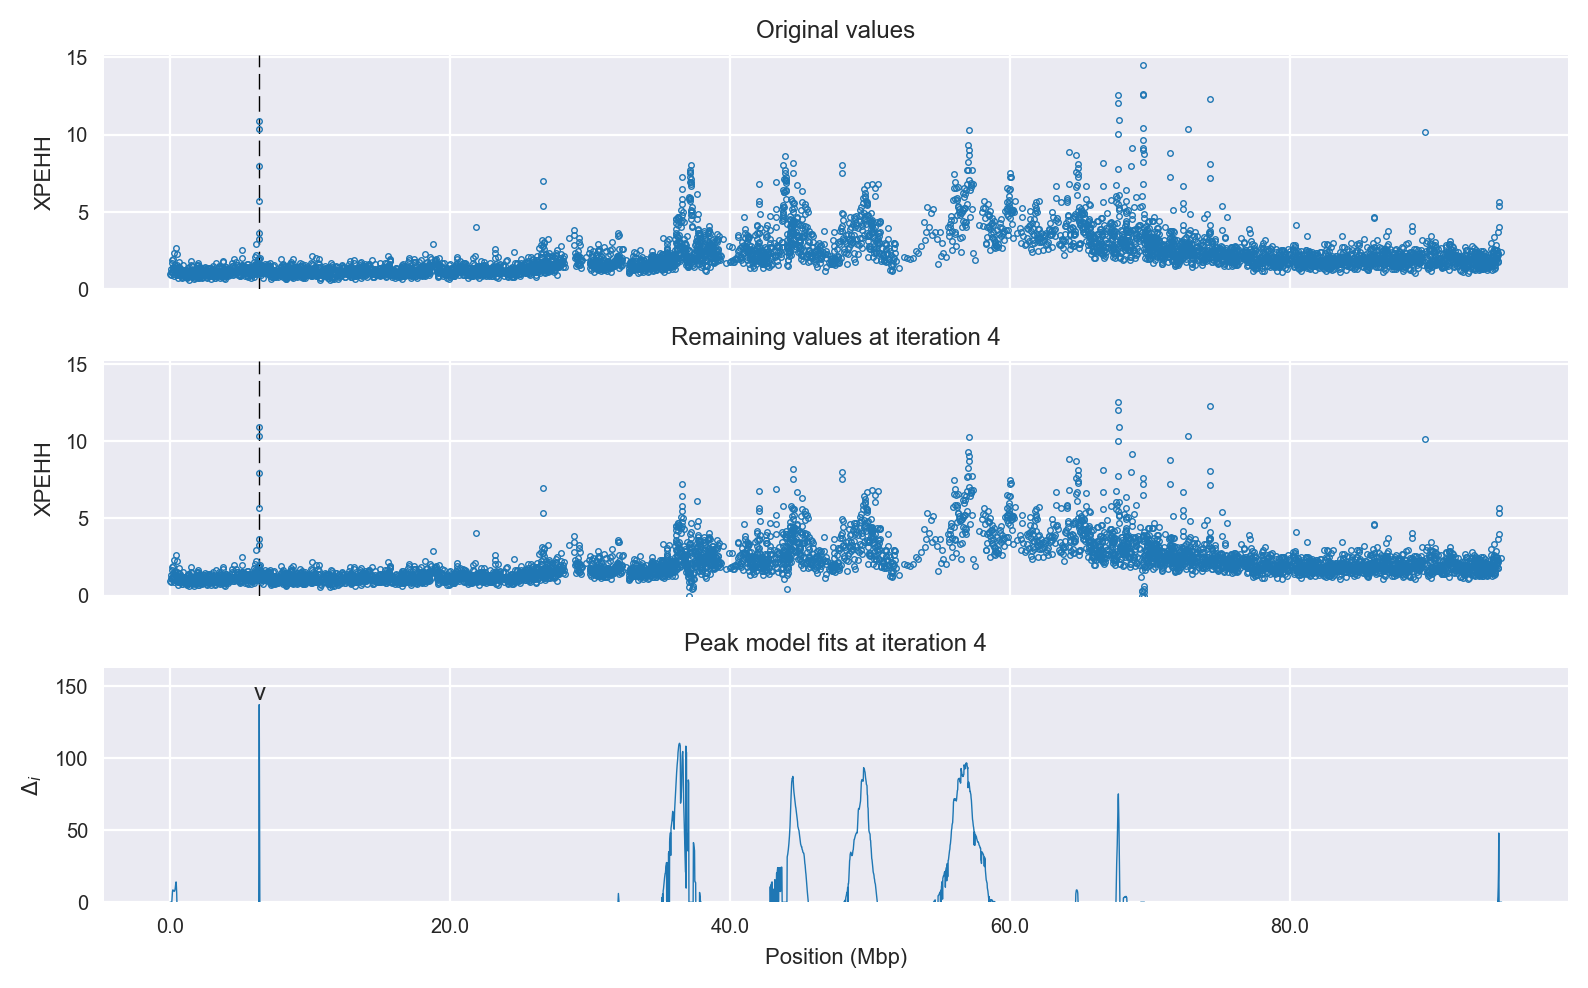 Original values
15
10
5
0
XPEHH
Remaining values at iteration 4
15
10
5
0
XPEHH
Peak model fits at iteration 4
v
150
100
50
0
Δi
0.0 20.0 40.0 60.0 80.0
Position (Mbp)